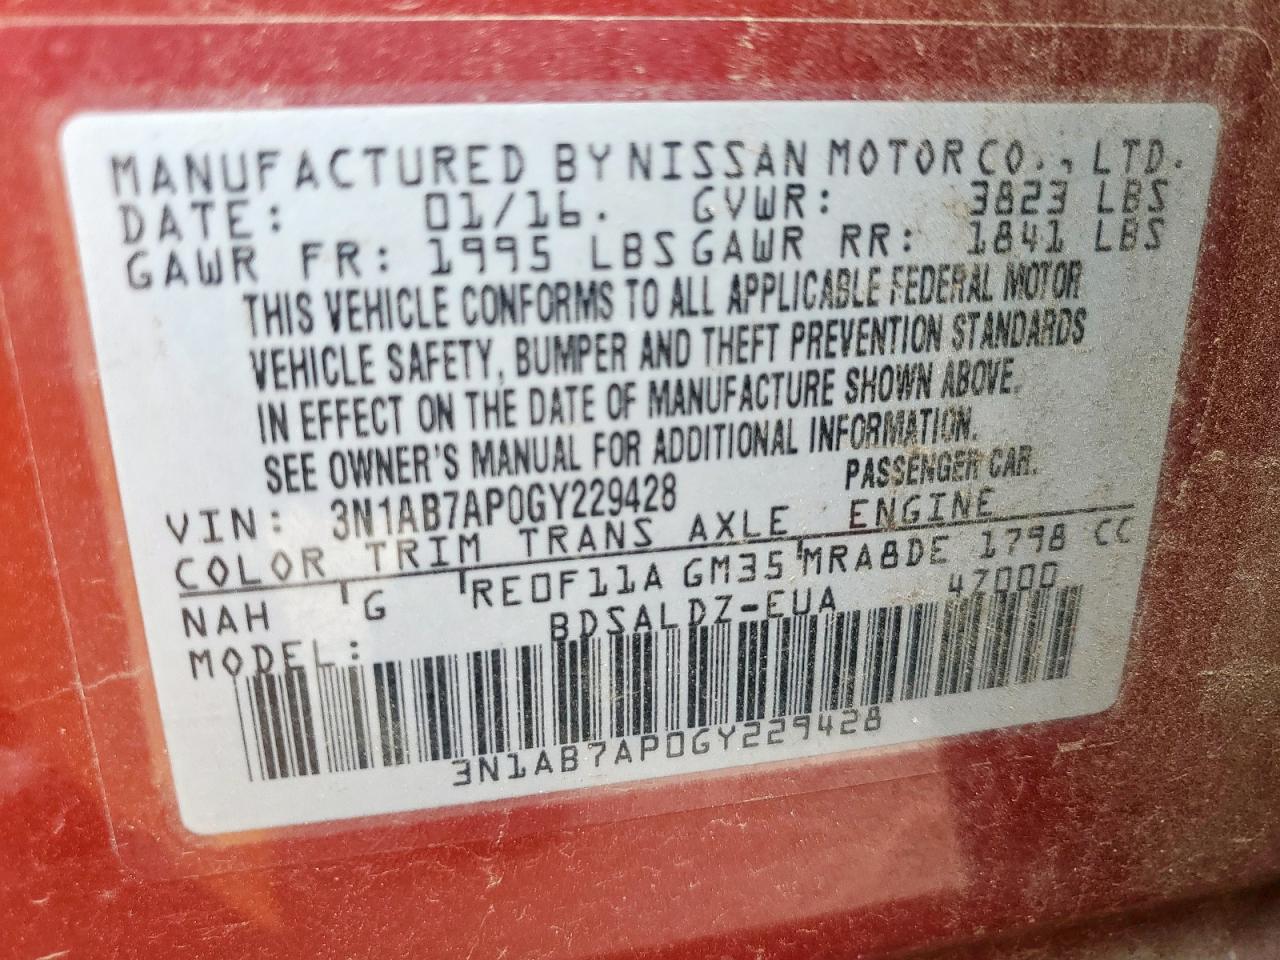 MANUFACTURED BY NISSAN MOTOR CO., LTD.
DATE: 01/16. GVWR: 3823 LBS
GAWR FR: 1995 LBS GAWR RR: 1841 LBS
THIS VEHICLE CONFORMS TO ALL APPLICABLE FEDERAL MOTOR
VEHICLE SAFETY, BUMPER AND THEFT PREVENTION STANDARDS
IN EFFECT ON THE DATE OF MANUFACTURE SHOWN ABOVE.
SEE OWNER'S MANUAL FOR ADDITIONAL INFORMATION.
VIN: 3N1AB7AP0GY229428 PASSENGER CAR.
COLOR TRIM TRANS AXLE ENGINE
NAH G RE0F11A GM35 MRA8DE 1798 CC
MODEL: BDSALDZ-EUA 47000
3N1AB7AP0GY229428